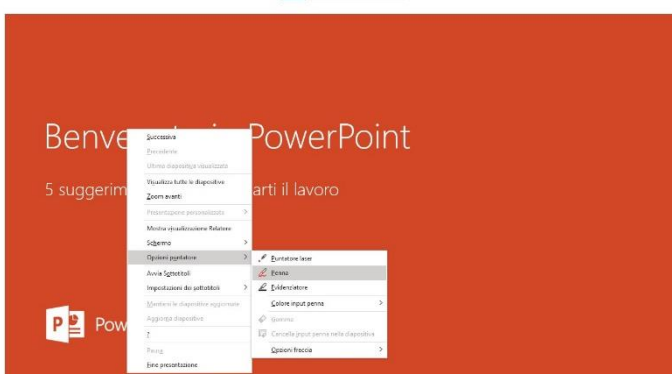 Benve PowerPoint
5 suggerim arti il lavoro
Pow
Successiva
Precedente
Ultima diapositiva visualizzata
Visualizza tutte le diapositive
Zoom avanti
Presentazione personalizzata
Mostra visualizzazione Relatore
Schermo
Opzioni puntatore
Avvia Sottotitoli
Impostazioni dei sottotitoli
Mantieni le diapositive aggiornate
Aggiorna diapositive
?
Pausa
Fine presentazione
Puntatore laser
Penna
Evidenziatore
Colore input penna
Gomma
Cancella input penna nella diapositiva
Opzioni freccia